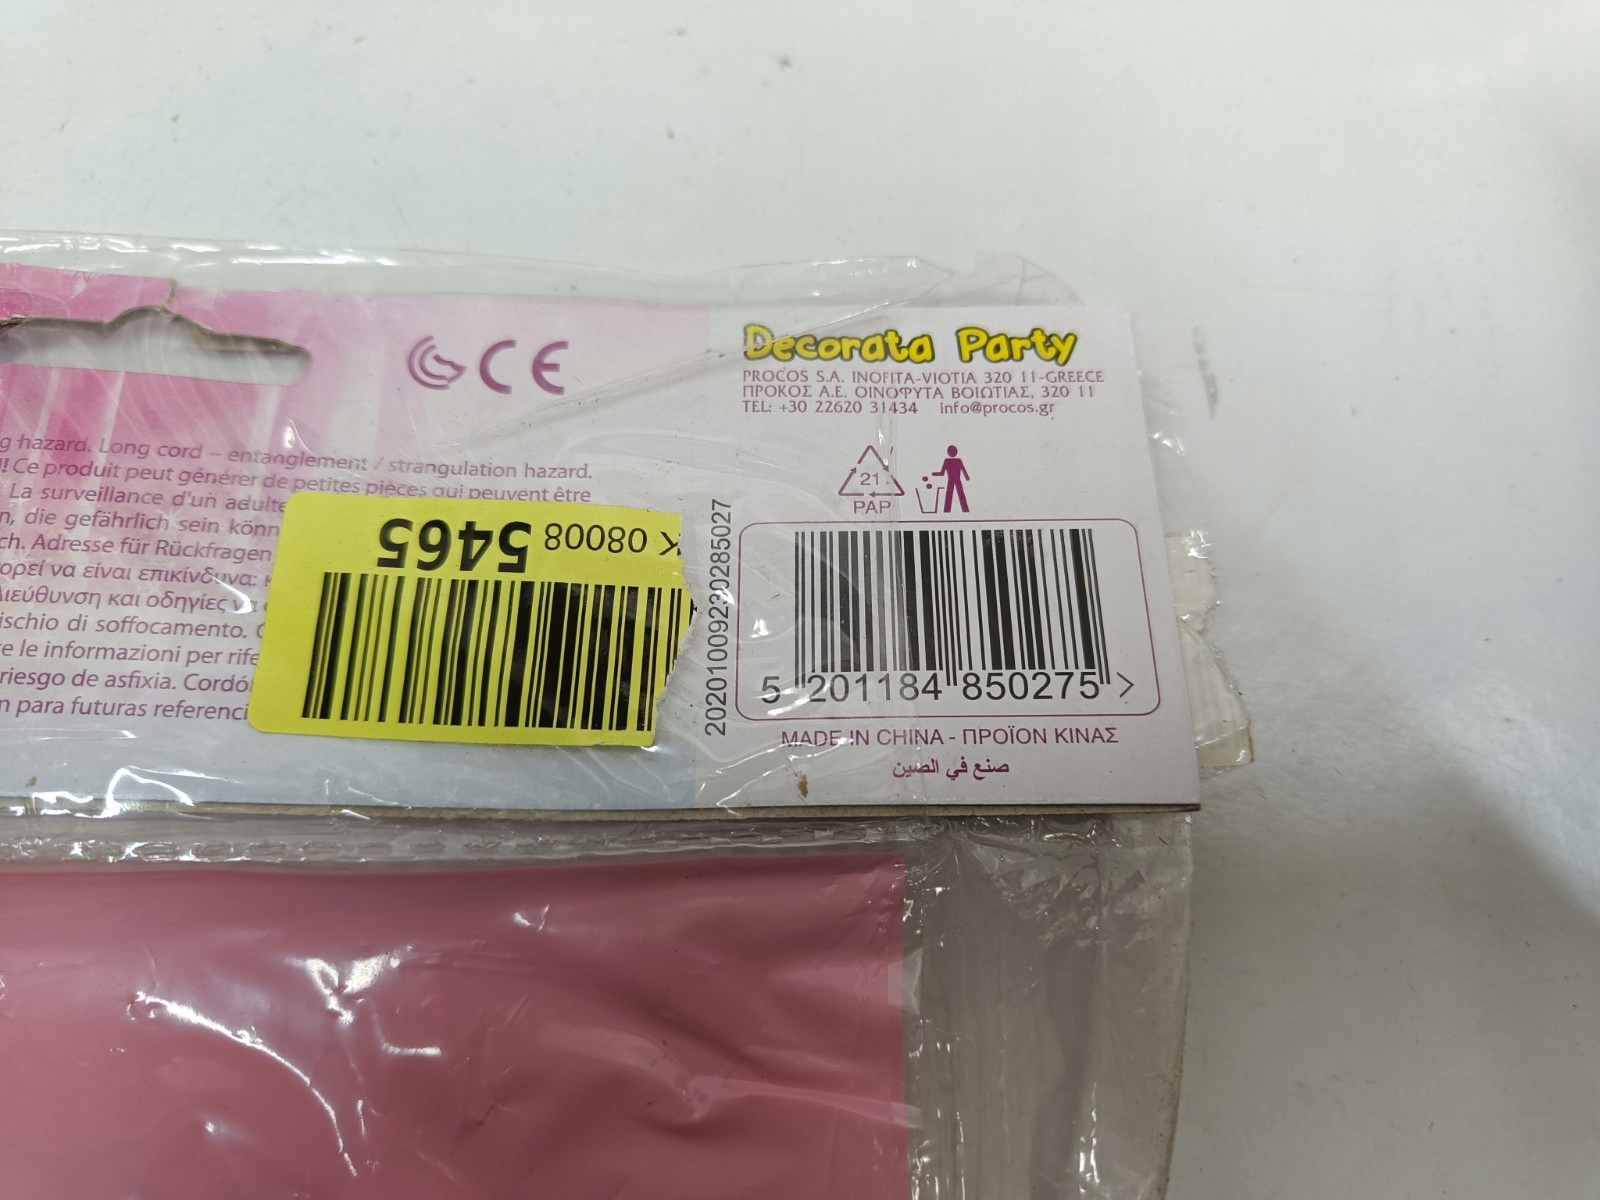 CE
Decorata Party
PROCOS S.A. INOFITA-VIOTIA 320 11-GREECE
ΠΡΟΚΟΣ Α.Ε. ΟΙΝΟΦΥΤΑ ΒΟΙΩΤΙΑΣ, 320 11
TEL: +30 22620 31434 info@procos.gr
g hazard. Long cord – entanglement / strangulation hazard.
! Ce produit peut générer de petites pièces qui peuvent être
La surveillance d'un adulte
n, die gefährlich sein könn
ch. Adresse für Rückfragen
ορεί να είναι επικίνδυνα:
Διεύθυνση και οδηγίες
ischio di soffocamento.
e le informazioni per rife
riesgo de asfixia. Cordó
n para futuras referenci
K 08008 5465
20201009230285027
21
PAP
5 201184 850275 >
MADE IN CHINA - ΠΡΟΪΟΝ ΚΙΝΑΣ
صنع في الصين